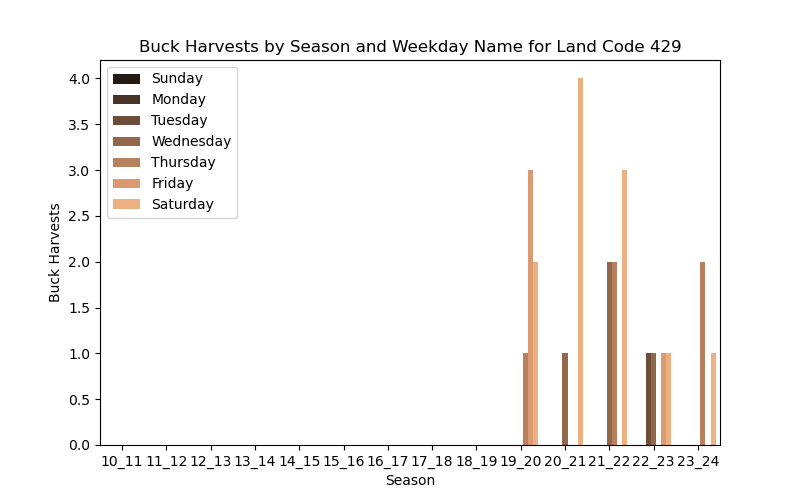 Buck Harvests by Season and Weekday Name for Land Code 429
Sunday
Monday
Tuesday
Wednesday
Thursday
Friday
Saturday
4.0
3.5
3.0
2.5
2.0
1.5
1.0
0.5
0.0
Buck Harvests
10_11 11_12 12_13 13_14 14_15 15_16 16_17 17_18 18_19 19_20 20_21 21_22 22_23 23_24
Season